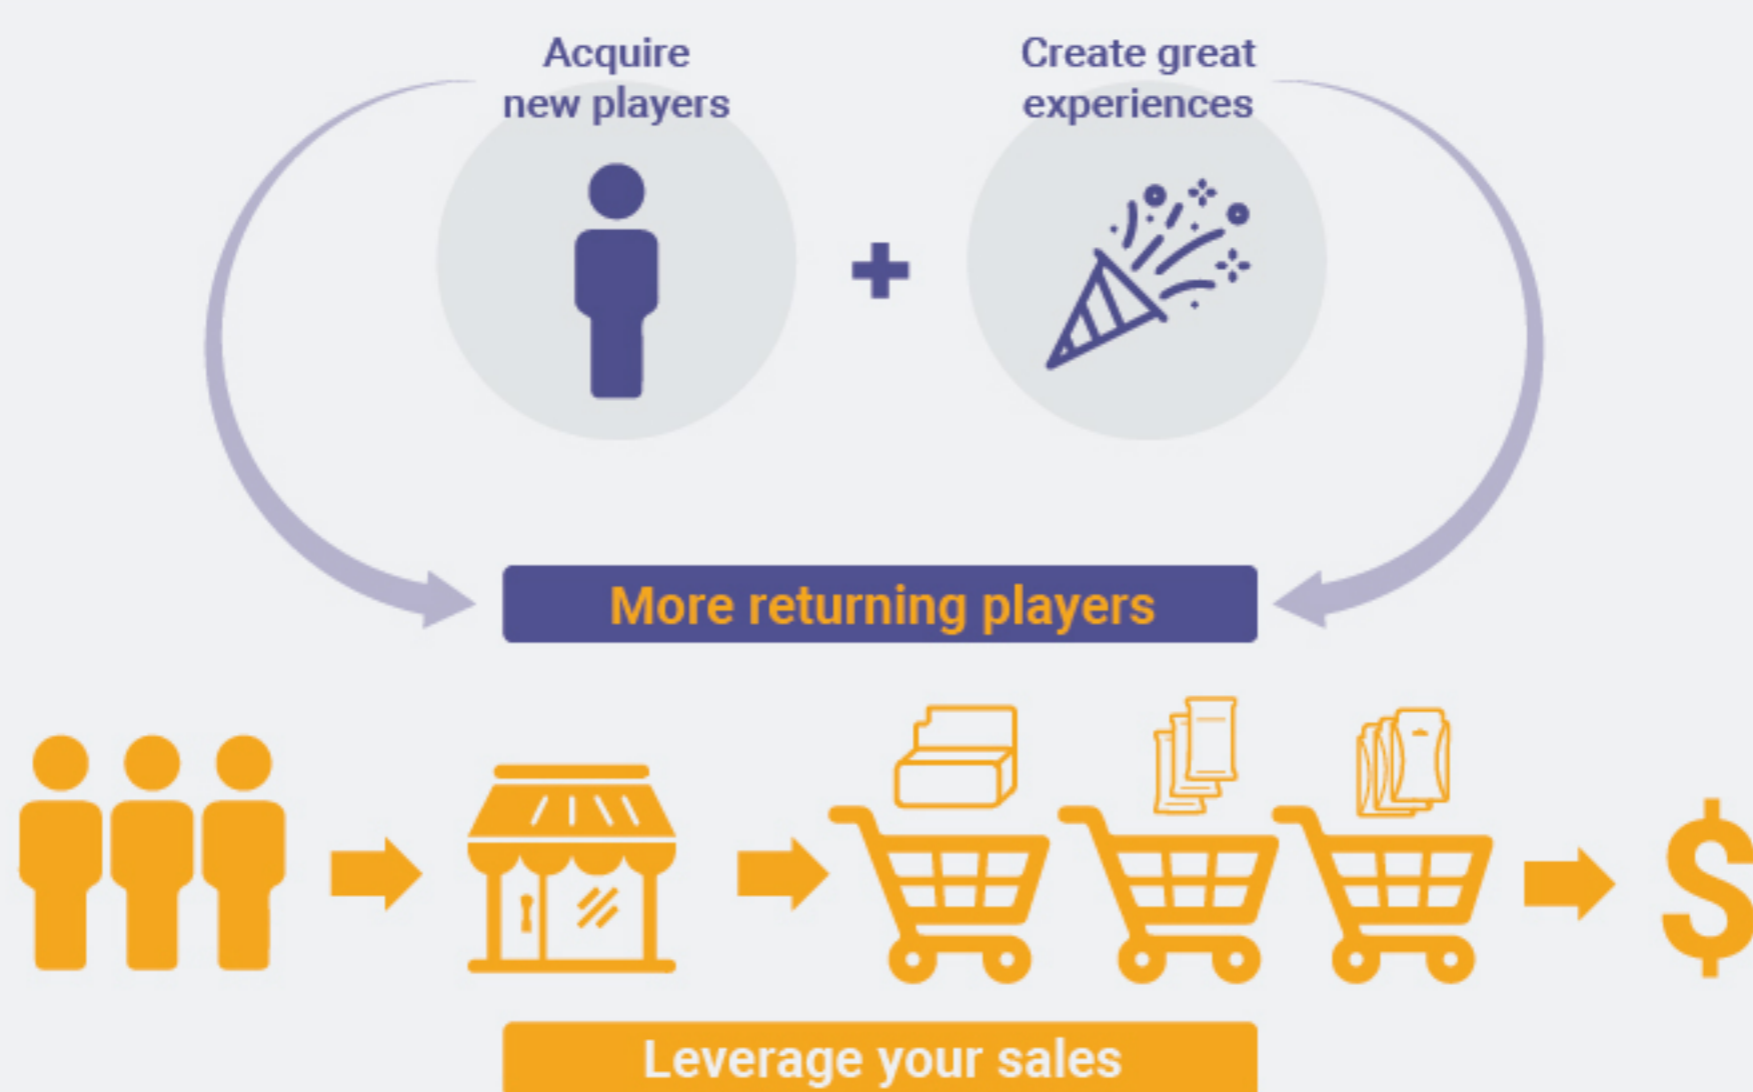 Acquire
new players
Create great
experiences
More returning players
$
Leverage your sales